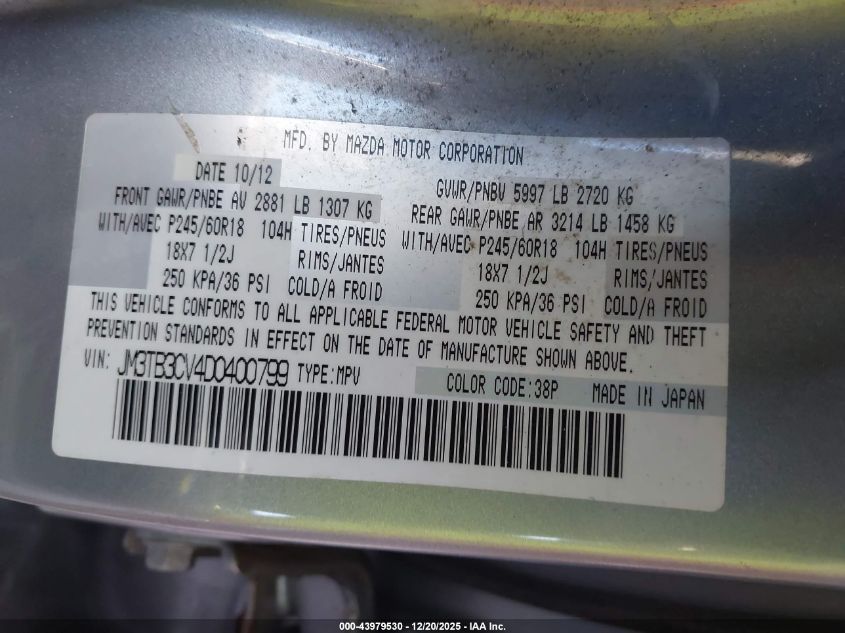 MFD. BY MAZDA MOTOR CORPORATION
DATE 10/12 GVWR/PNBV 5997 LB 2720 KG
FRONT GAWR/PNBE AV 2881 LB 1307 KG REAR GAWR/PNBE AR 3214 LB 1458 KG
WITH/AVEC P245/60R18 104H TIRES/PNEUS WITH/AVEC P245/60R18 104H TIRES/PNEUS
18X7 1/2J RIMS/JANTES 18X7 1/2J RIMS/JANTES
250 KPA/36 PSI COLD/A FROID 250 KPA/36 PSI COLD/A FROID
THIS VEHICLE CONFORMS TO ALL APPLICABLE FEDERAL MOTOR VEHICLE SAFETY AND THEFT
PREVENTION STANDARDS IN EFFECT ON THE DATE OF MANUFACTURE SHOWN ABOVE.
VIN: JM3TB3CV4D0400799 TYPE:MPV COLOR CODE:38P MADE IN JAPAN
000-43979530 - 12/20/2025 - IAA Inc.